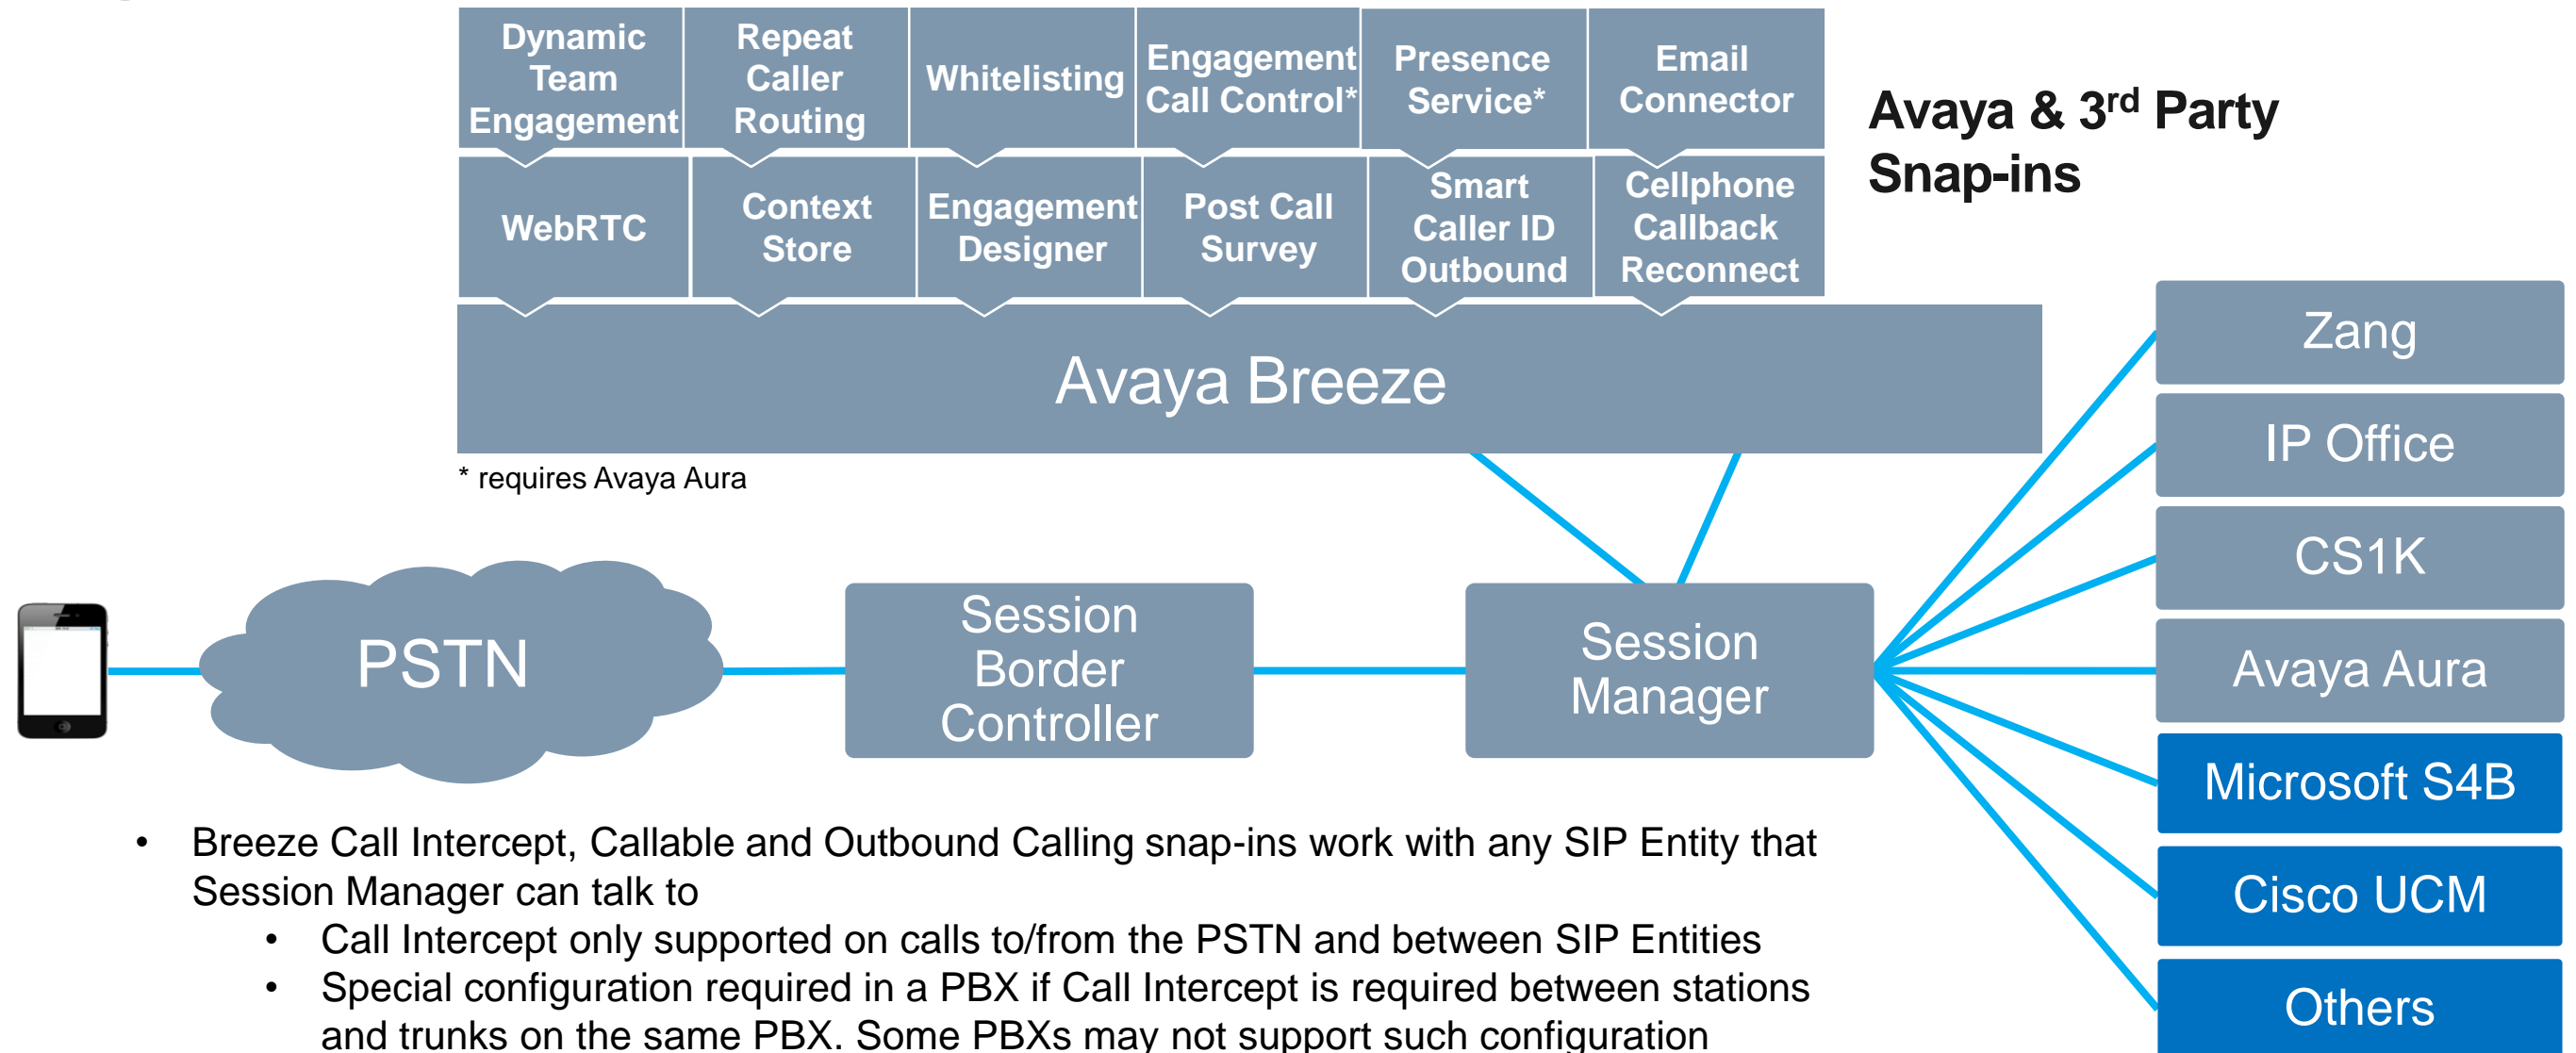 Dynamic
Team
Engagement
Repeat
Caller
Routing
Whitelisting
Engagement
Call Control*
Presence
Service*
Email
Connector
Avaya & 3rd Party
Snap-ins
WebRTC
Context
Store
Engagement
Designer
Post Call
Survey
Smart
Caller ID
Outbound
Cellphone
Callback
Reconnect
Avaya Breeze
* requires Avaya Aura
Zang
IP Office
CS1K
Avaya Aura
Microsoft S4B
Cisco UCM
Others
PSTN
Session
Border
Controller
Session
Manager
• Breeze Call Intercept, Callable and Outbound Calling snap-ins work with any SIP Entity that
Session Manager can talk to
• Call Intercept only supported on calls to/from the PSTN and between SIP Entities
• Special configuration required in a PBX if Call Intercept is required between stations
and trunks on the same PBX. Some PBXs may not support such configuration